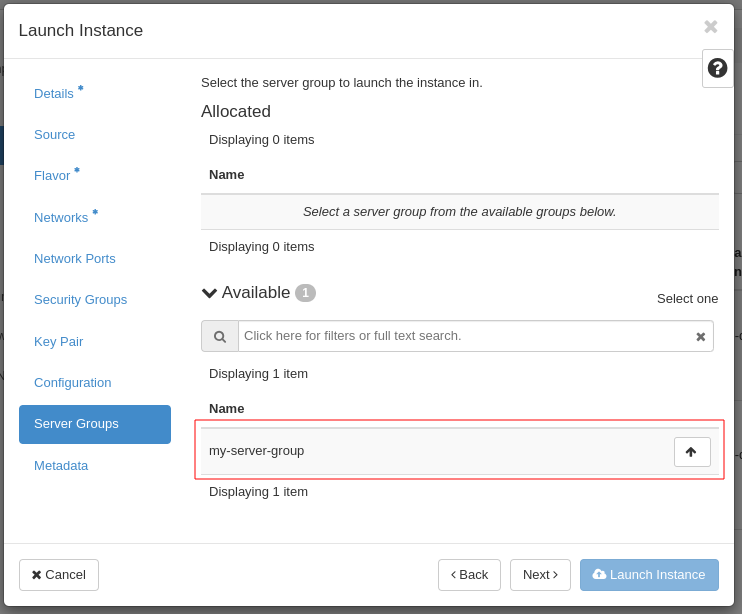 Launch Instance
Details *
Source
Flavor *
Networks *
Network Ports
Security Groups
Key Pair
Configuration
Server Groups
Metadata
Select the server group to launch the instance in.
Allocated
Displaying 0 items
Name
Select a server group from the available groups below.
Displaying 0 items
Available 1
Select one
Click here for filters or full text search.
Displaying 1 item
Name
my-server-group
Displaying 1 item
Cancel
Back
Next
Launch Instance